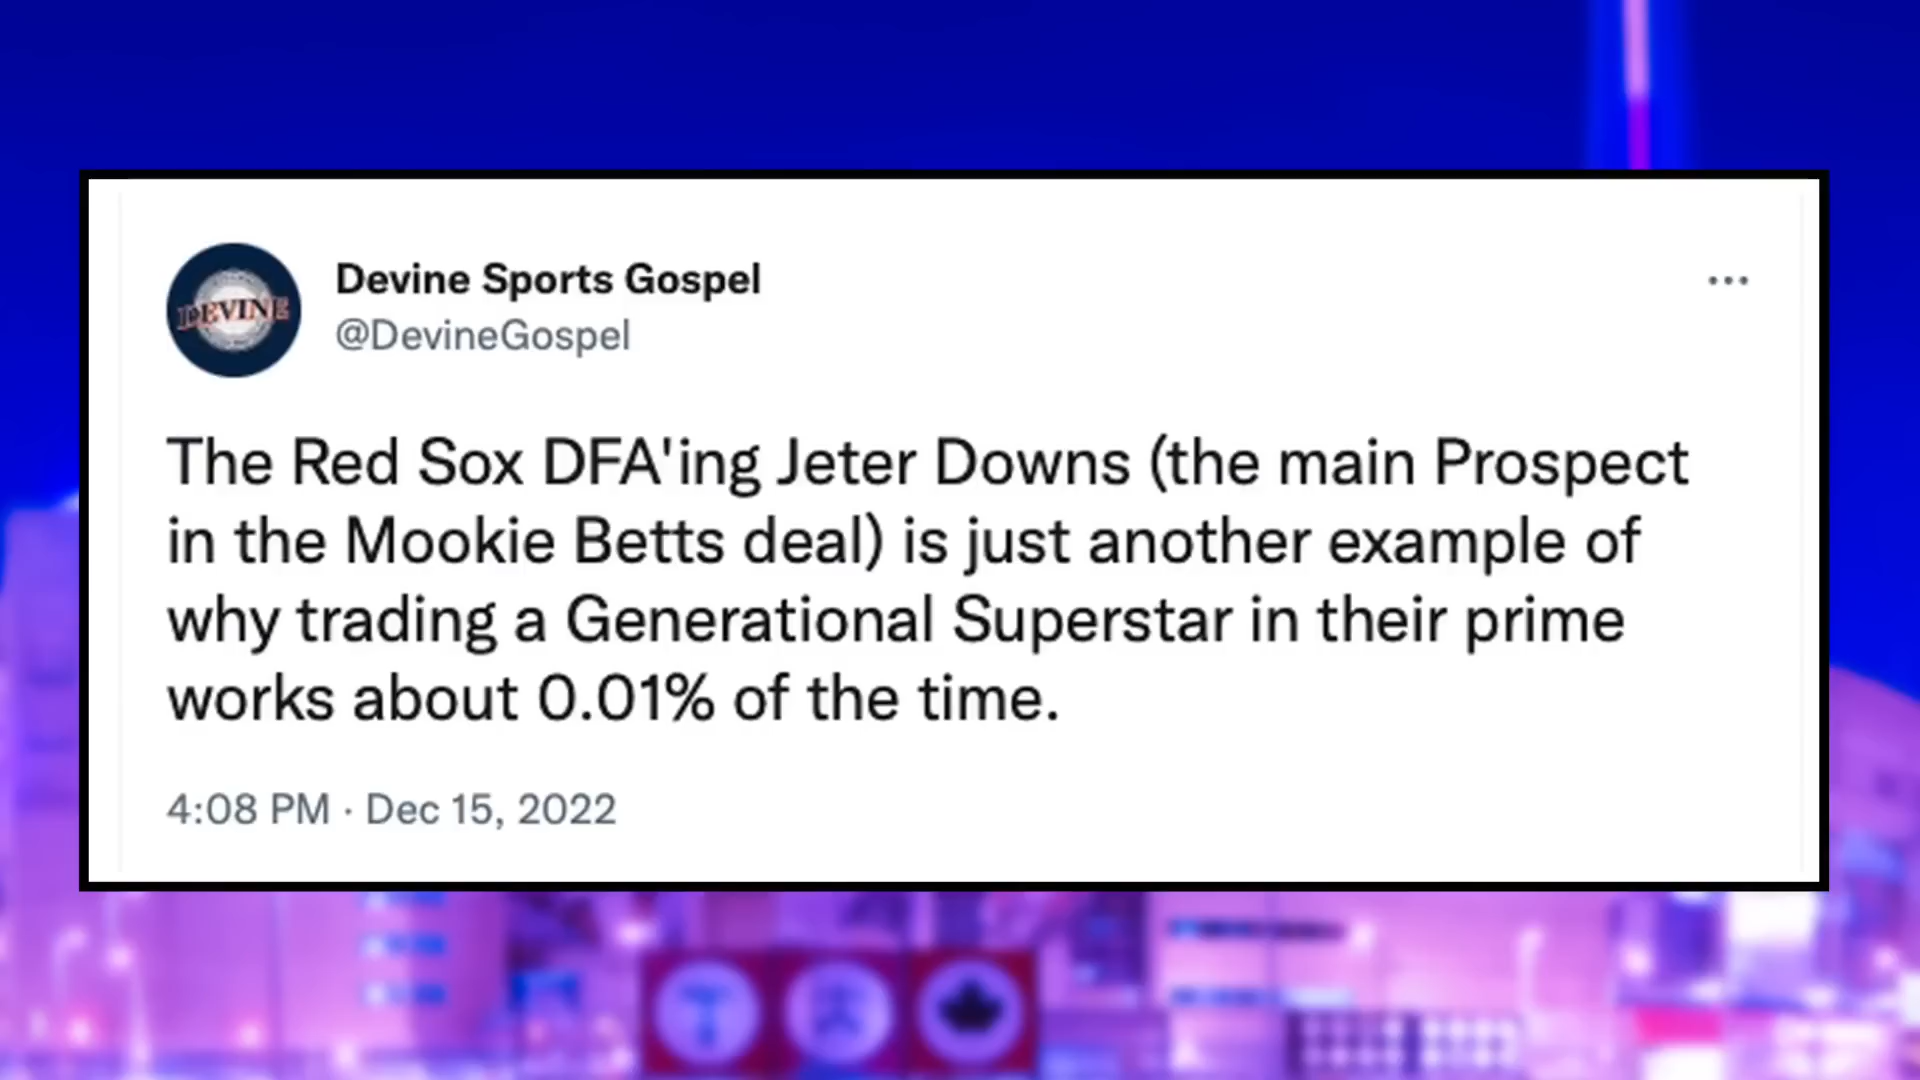 DEVINE
Devine Sports Gospel
@DevineGospel
The Red Sox DFA'ing Jeter Downs (the main Prospect
in the Mookie Betts deal) is just another example of
why trading a Generational Superstar in their prime
works about 0.01% of the time.
4:08 PM · Dec 15, 2022